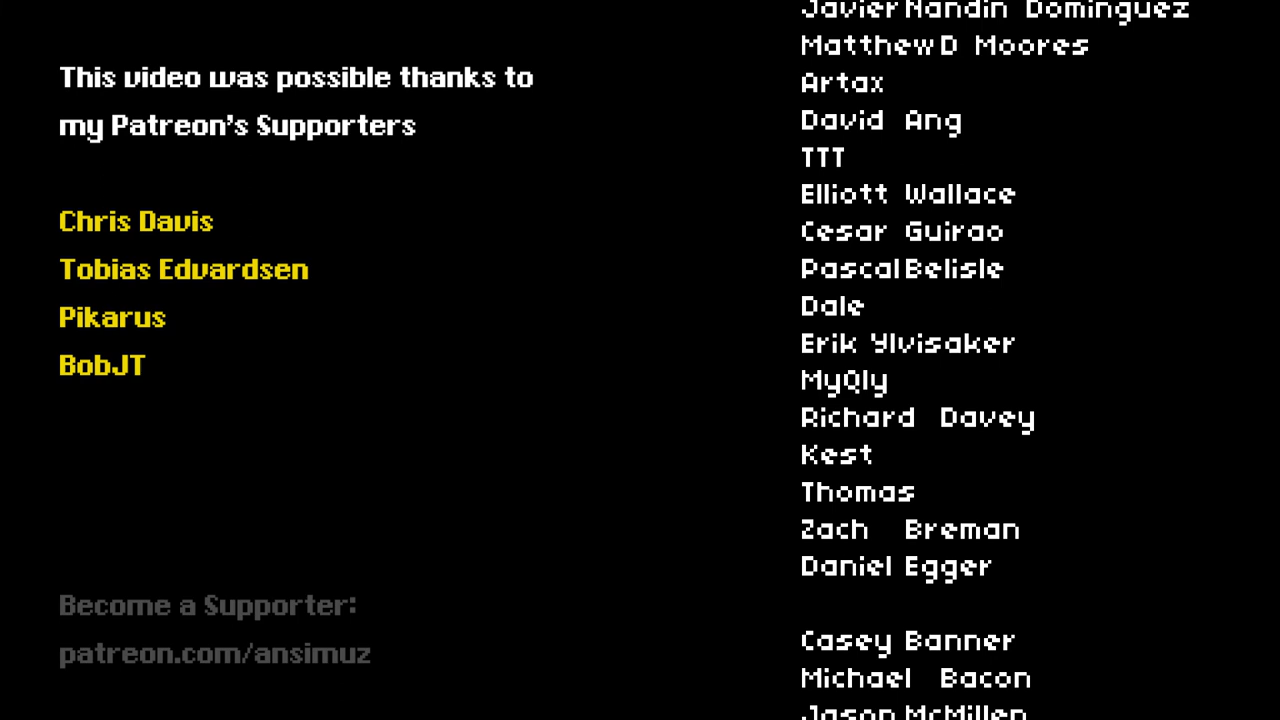 This video was possible thanks to
my Patreon's Supporters
Chris Davis
Tobias Edvardsen
Pikarus
BobJT
Become a Supporter:
patreon.com/ansimuz
Javier Nandin Dominguez
Matthew D Moores
Artax
David Ang
TTT
Elliott Wallace
Cesar Guirao
Pascal Belisle
Dale
Erik Ylvisaker
MyQly
Richard Davey
Kest
Thomas
Zach Breman
Daniel Egger
Casey Banner
Michael Bacon
Jason McMillen